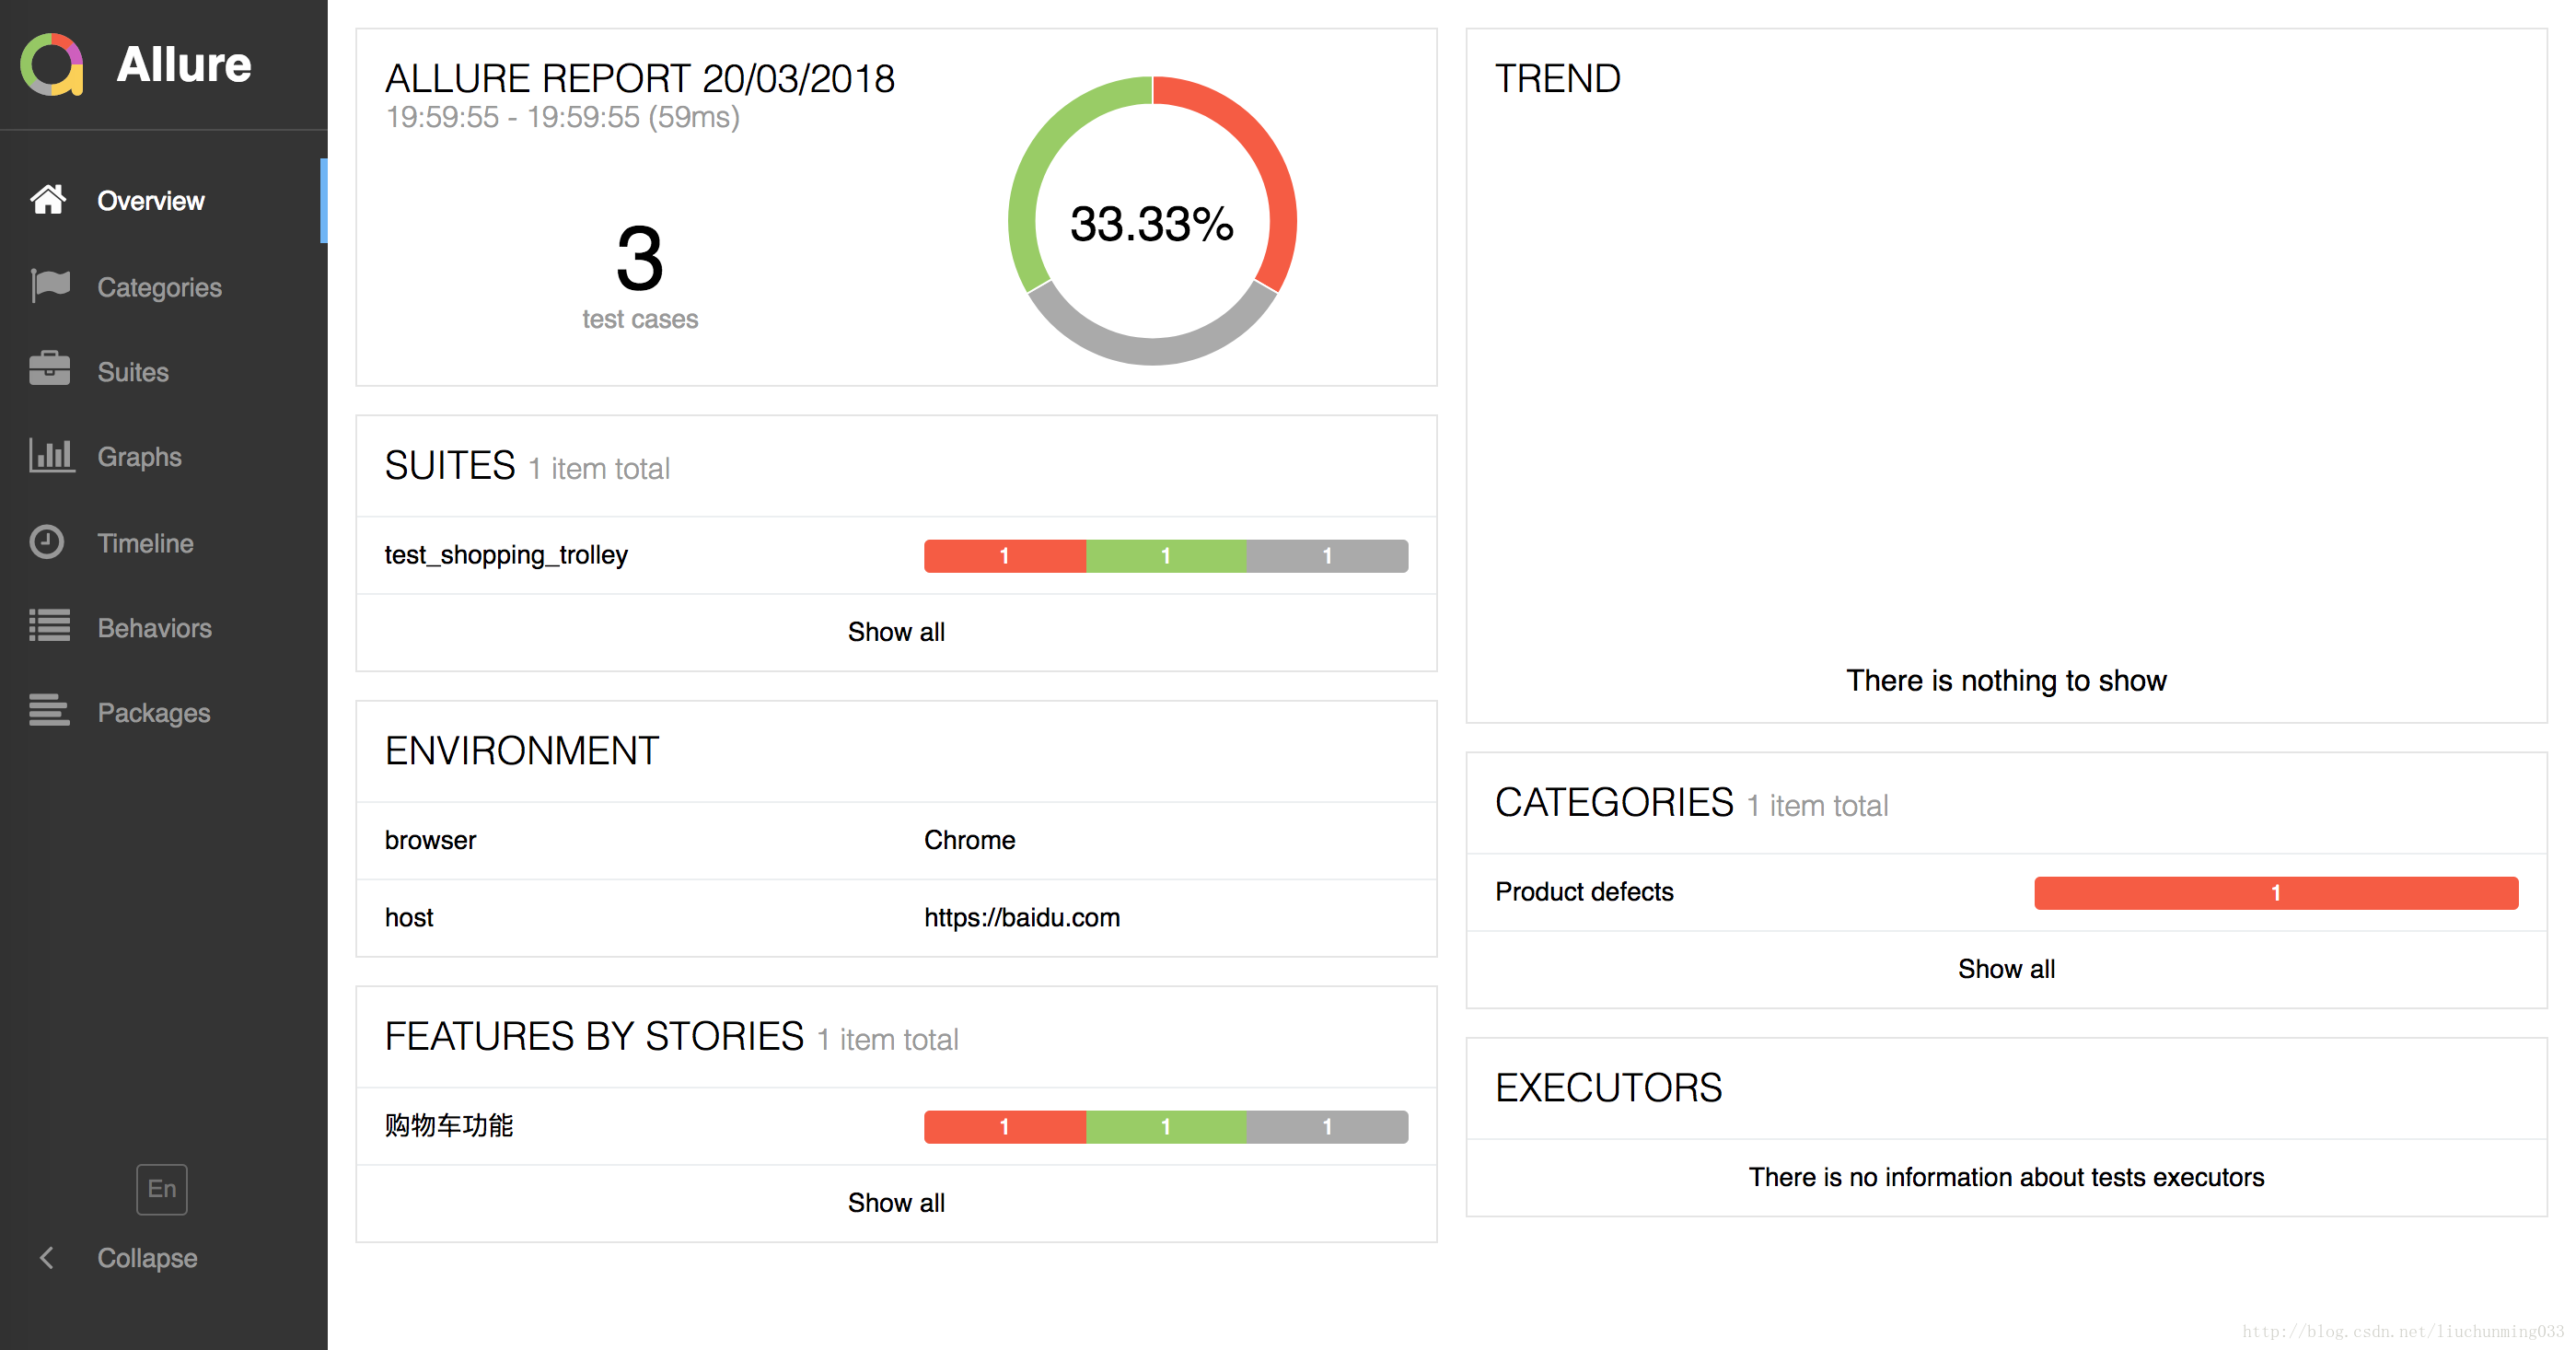 Allure
Overview
Categories
Suites
Graphs
Timeline
Behaviors
Packages
En
Collapse
ALLURE REPORT 20/03/2018
19:59:55 - 19:59:55 (59ms)
3
test cases
33.33%
SUITES 1 item total
test_shopping_trolley 1 1 1
Show all
ENVIRONMENT
browser Chrome
host https://baidu.com
FEATURES BY STORIES 1 item total
购物车功能 1 1 1
Show all
TREND
There is nothing to show
CATEGORIES 1 item total
Product defects 1
Show all
EXECUTORS
There is no information about tests executors
http://blog.csdn.net/liuchunming033